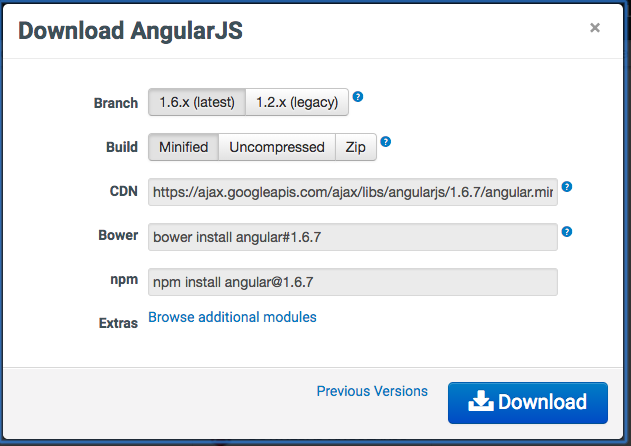 Download AngularJS ×
Branch 1.6.x (latest) 1.2.x (legacy) ?
Build Minified Uncompressed Zip ?
CDN https://ajax.googleapis.com/ajax/libs/angularjs/1.6.7/angular.min ?
Bower bower install angular#1.6.7 ?
npm npm install angular@1.6.7
Extras Browse additional modules
Previous Versions Download